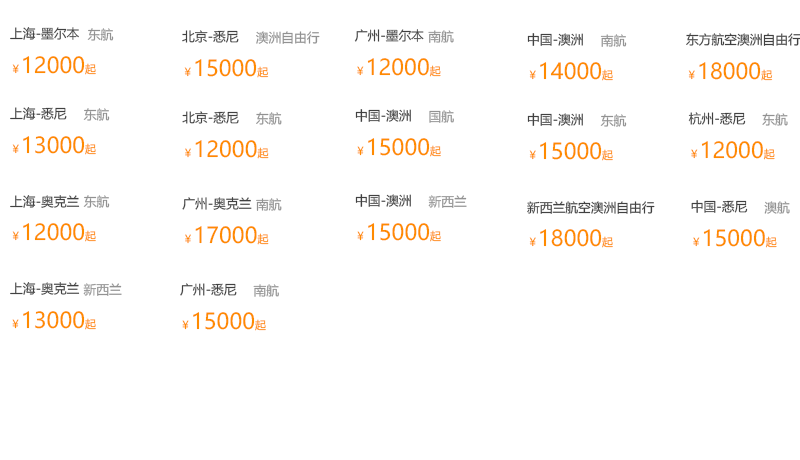 上海-墨尔本 东航
¥12000起
北京-悉尼 澳洲自由行
¥15000起
广州-墨尔本 南航
¥12000起
中国-澳洲 南航
¥14000起
东方航空澳洲自由行
¥18000起
上海-悉尼 东航
¥13000起
北京-悉尼 东航
¥12000起
中国-澳洲 国航
¥15000起
中国-澳洲 东航
¥15000起
杭州-悉尼 东航
¥12000起
上海-奥克兰 东航
¥12000起
广州-奥克兰 南航
¥17000起
中国-澳洲 新西兰
¥15000起
新西兰航空澳洲自由行
¥18000起
中国-悉尼 澳航
¥15000起
上海-奥克兰 新西兰
¥13000起
广州-悉尼 南航
¥15000起